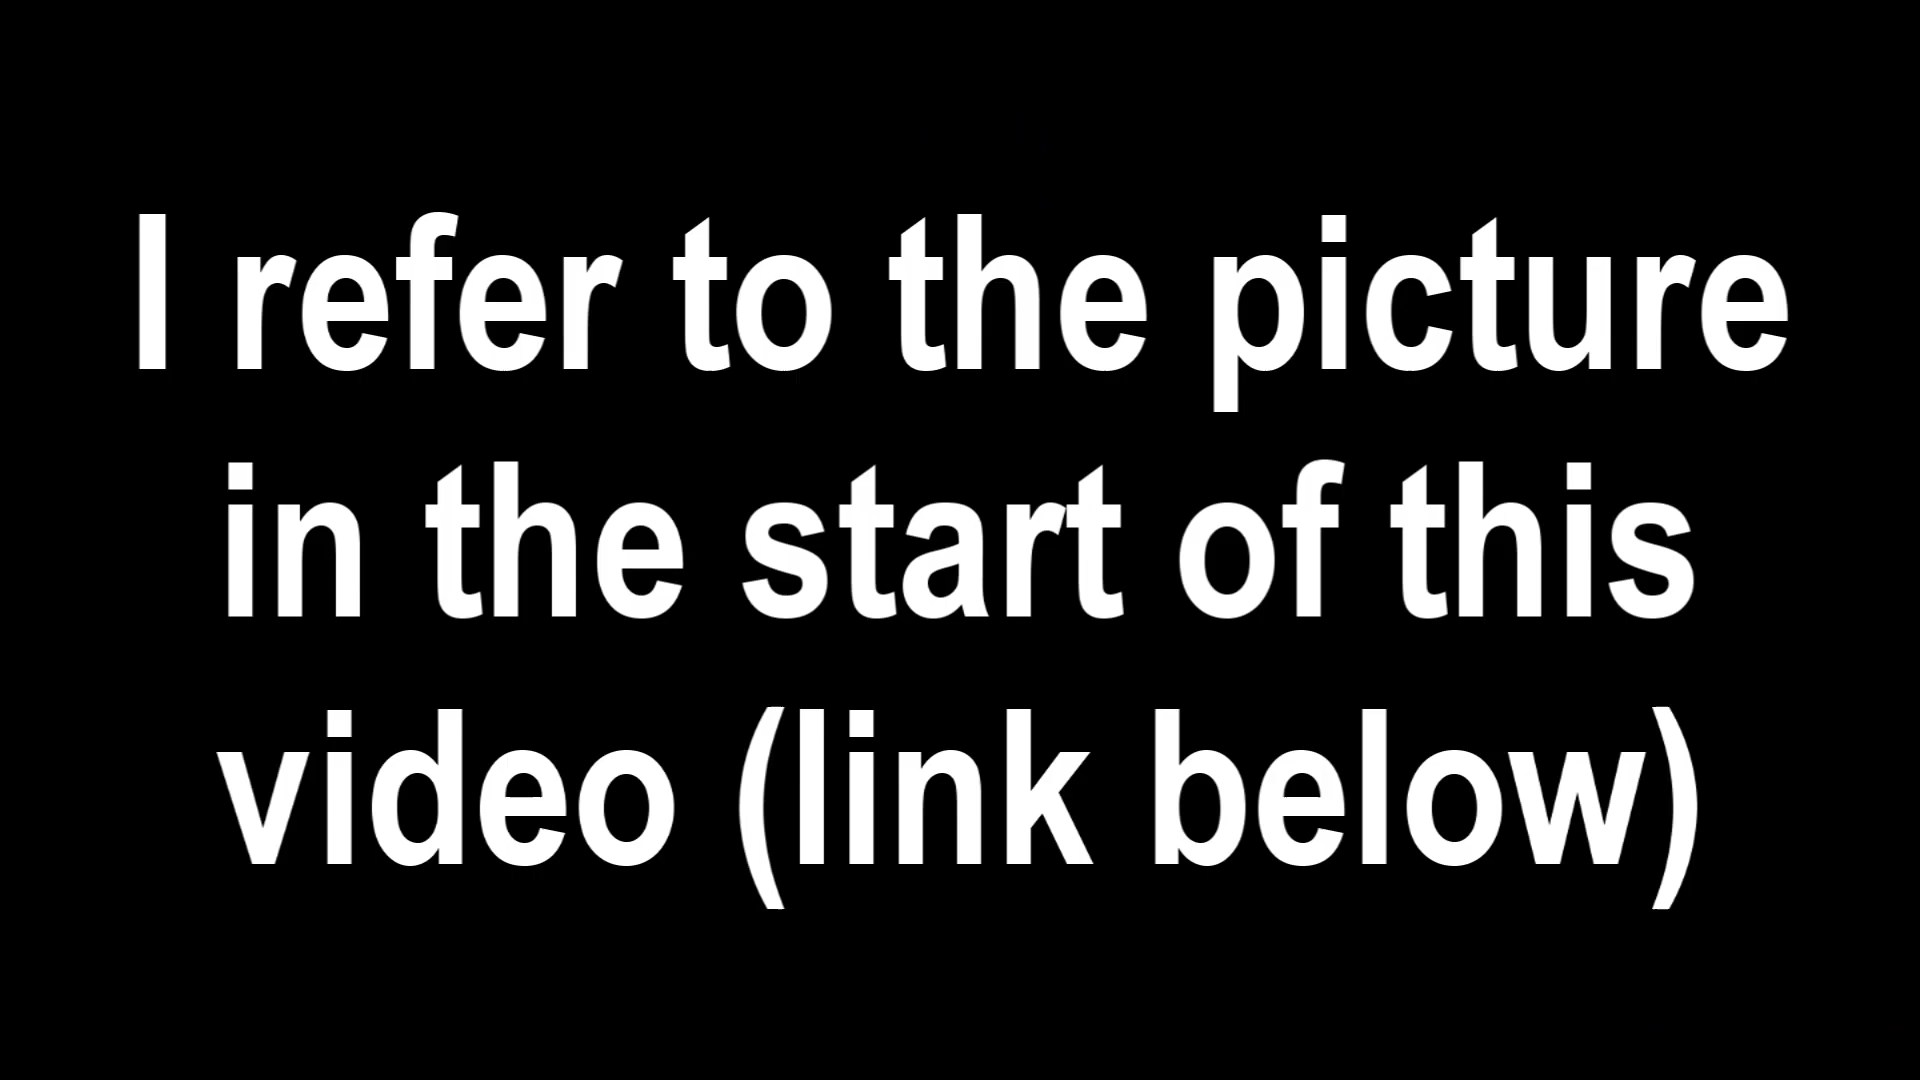 I refer to the picture
in the start of this
video (link below)